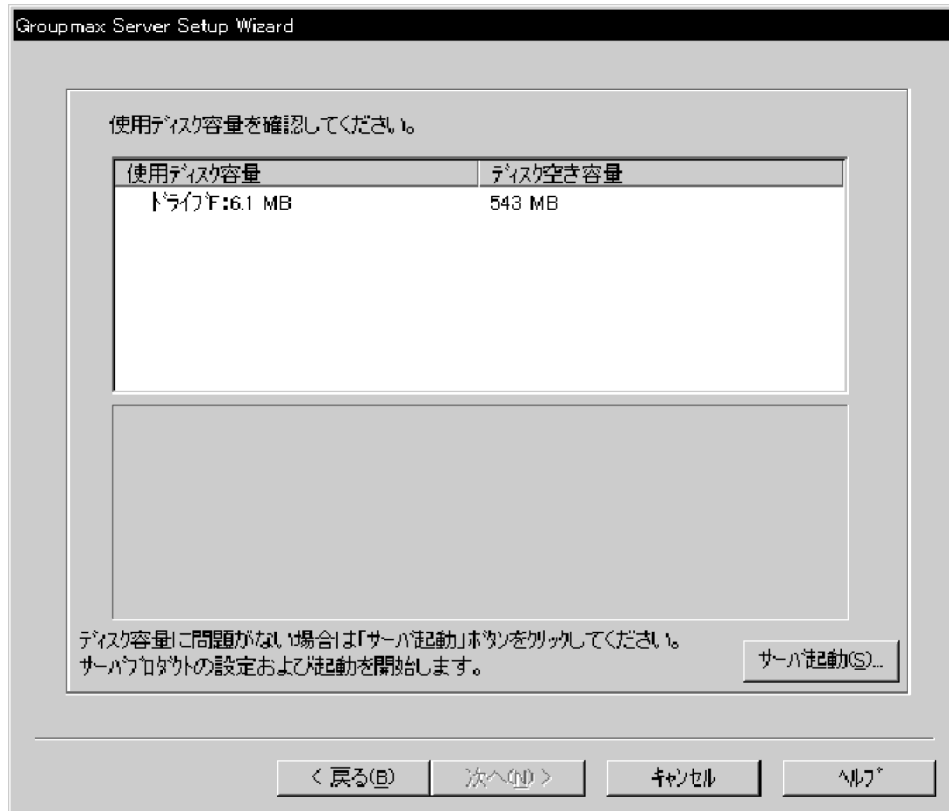 Groupmax Server Setup Wizard
使用ディスク容量を確認してください。
使用ディスク容量 ディスク空き容量
ドライブF:6.1 MB 543 MB
ディスク容量に問題がない場合は「サーバ起動」ボタンをクリックしてください。
サーバプロダクトの設定および起動を開始します。
サーバ起動(S)...
< 戻る(B) 次へ(N) > キャンセル ヘルプ